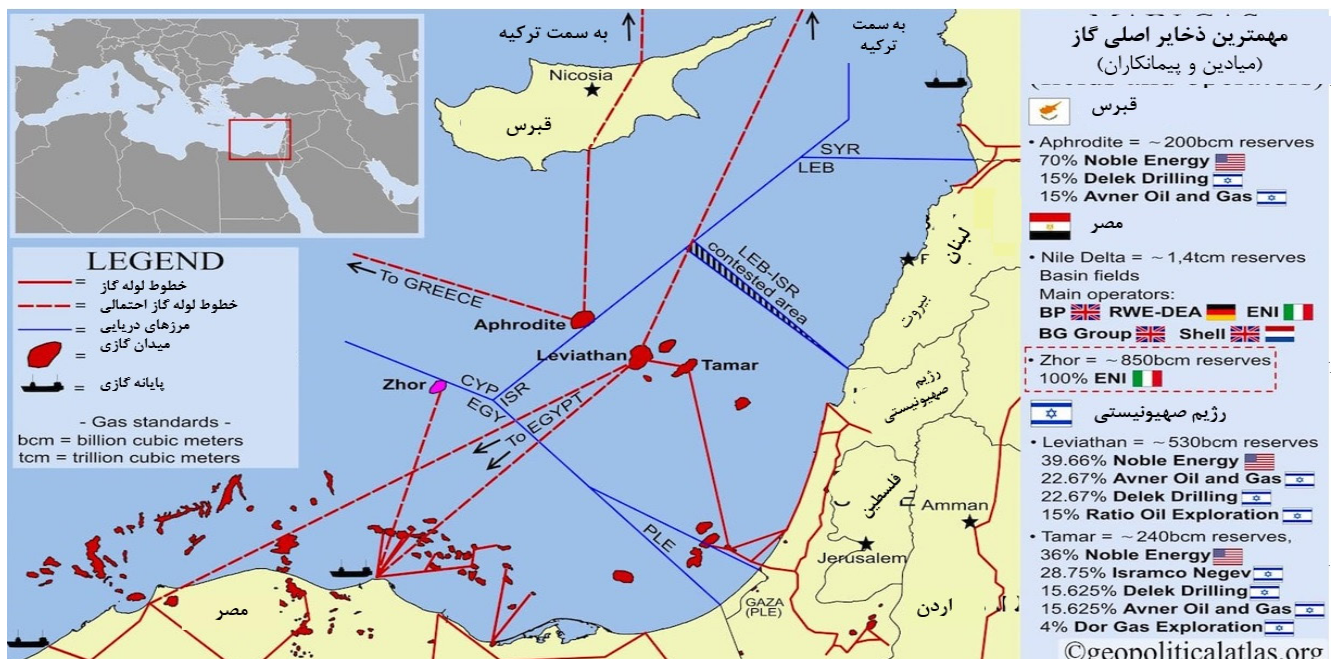 به سمت ترکیه
به سمت
ترکیه
Nicosia
قبرس
SYR
LEB
LEB-ISR
contested area
لبنان
F
بیروت
To GREECE
Aphrodite
Leviathan
Tamar
Zhor
CYP
ISR
EGY
To EGYPT
PLE
رژیم
صهیونیستی
فلسطین
Amman
Jerusalem
GAZA
(PLE)
اردن
مصر
LEGEND
= خطوط لوله گاز
= خطوط لوله گاز احتمالی
= مرزهای دریایی
= میدان گازی
= پایانه گازی
- Gas standards -
bcm = billion cubic meters
tcm = trillion cubic meters
مهمترین ذخایر اصلی گاز
(میادین و پیمانکاران)
قبرس
• Aphrodite = ~200bcm reserves
70% Noble Energy
15% Delek Drilling
15% Avner Oil and Gas
مصر
• Nile Delta = ~1,4tcm reserves
Basin fields
Main operators:
BP RWE-DEA ENI
BG Group Shell
• Zhor = ~850bcm reserves
100% ENI
رژیم صهیونیستی
• Leviathan = ~530bcm reserves
39.66% Noble Energy
22.67% Avner Oil and Gas
22.67% Delek Drilling
15% Ratio Oil Exploration
• Tamar = ~240bcm reserves,
36% Noble Energy
28.75% Isramco Negev
15.625% Delek Drilling
15.625% Avner Oil and Gas
4% Dor Gas Exploration
©geopoliticalatlas.org